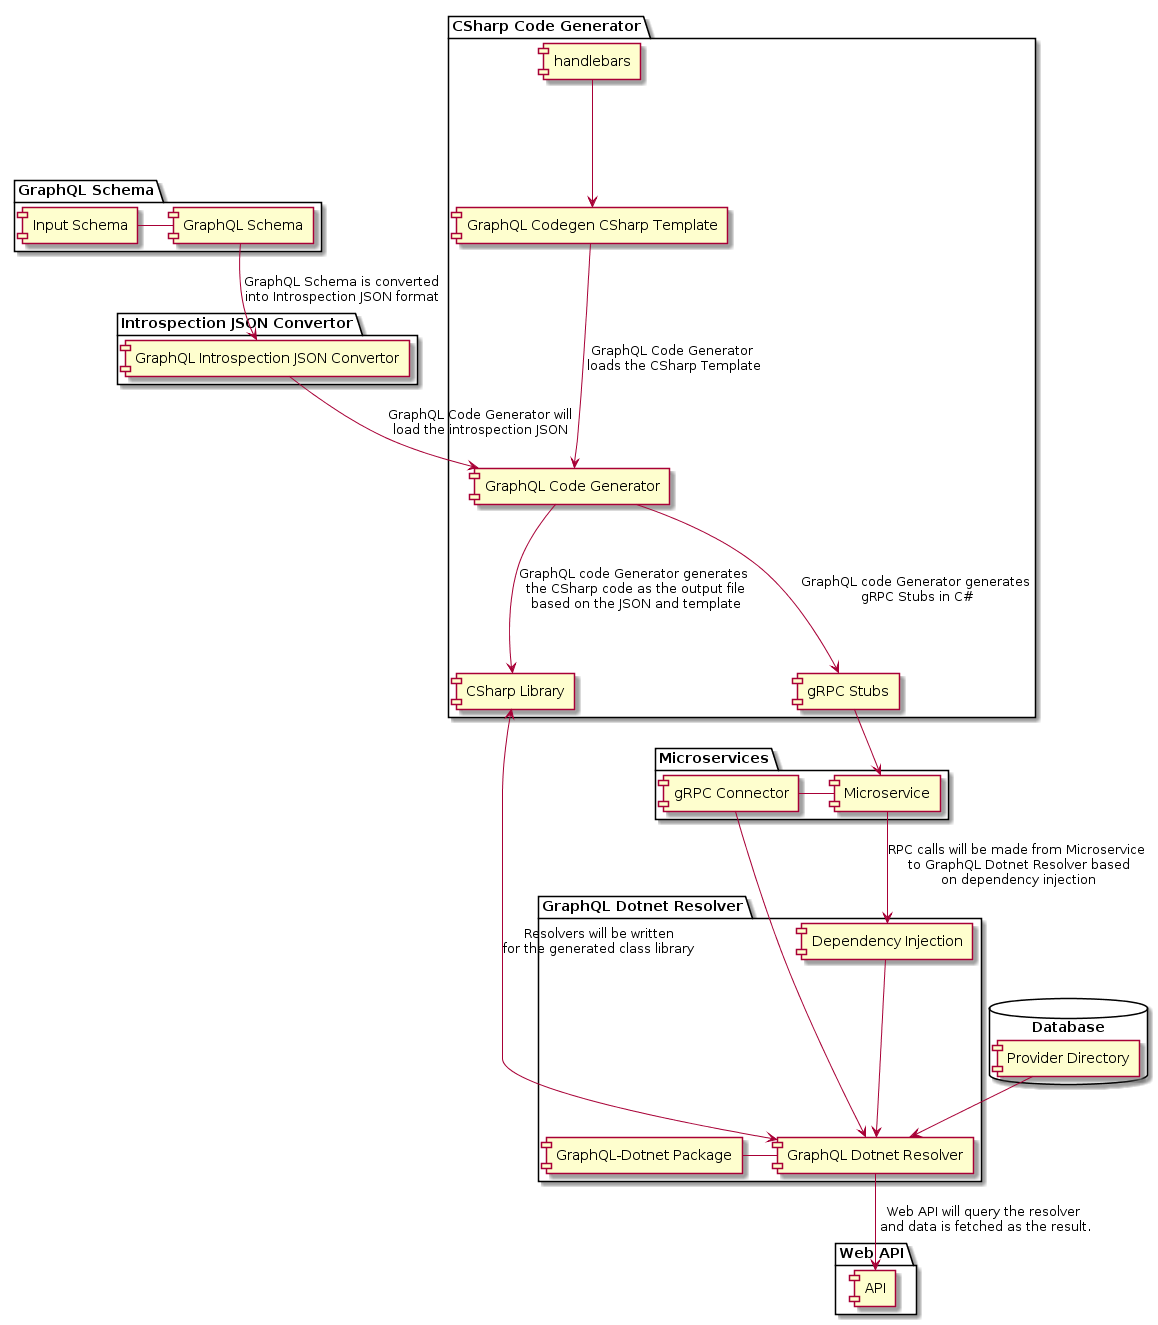 CSharp Code Generator
handlebars
GraphQL Schema
Input Schema
GraphQL Schema
GraphQL Codegen CSharp Template
GraphQL Schema is converted
into Introspection JSON format
Introspection JSON Convertor
GraphQL Introspection JSON Convertor
GraphQL Code Generator
loads the CSharp Template
GraphQL Code Generator will
load the introspection JSON
GraphQL Code Generator
GraphQL code Generator generates
the CSharp code as the output file
based on the JSON and template
GraphQL code Generator generates
gRPC Stubs in C#
CSharp Library
gRPC Stubs
Microservices
gRPC Connector
Microservice
RPC calls will be made from Microservice
to GraphQL Dotnet Resolver based
on dependency injection
GraphQL Dotnet Resolver
Resolvers will be written
for the generated class library
Dependency Injection
Database
Provider Directory
GraphQL-Dotnet Package
GraphQL Dotnet Resolver
Web API will query the resolver
and data is fetched as the result.
Web API
API